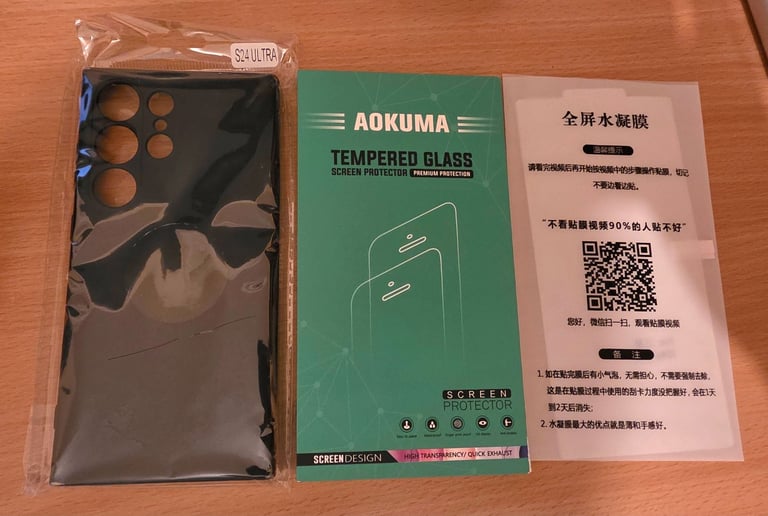 S24 ULTRA
AOKUMA
TEMPERED GLASS
SCREEN PROTECTOR PREMIUM PROTECTION
SCREEN
PROTECTOR
SCREENDESIGN HIGH TRANSPARENCY/ QUICK EXHAUST
全屏水凝膜
温馨提示
请看完视频后再开始按视频中的步骤操作贴膜,切记
不要边看边贴。
“不看贴膜视频90%的人贴不好”
您好,微信扫一扫,观看贴膜视频
备 注
1. 如在贴完膜后有小气泡,无需担心,不需要强制去除,
这是在贴膜过程中使用的刮卡力度没把握好,会在1天
到2天后消失;
2. 水凝膜最大的优点就是薄和手感好。